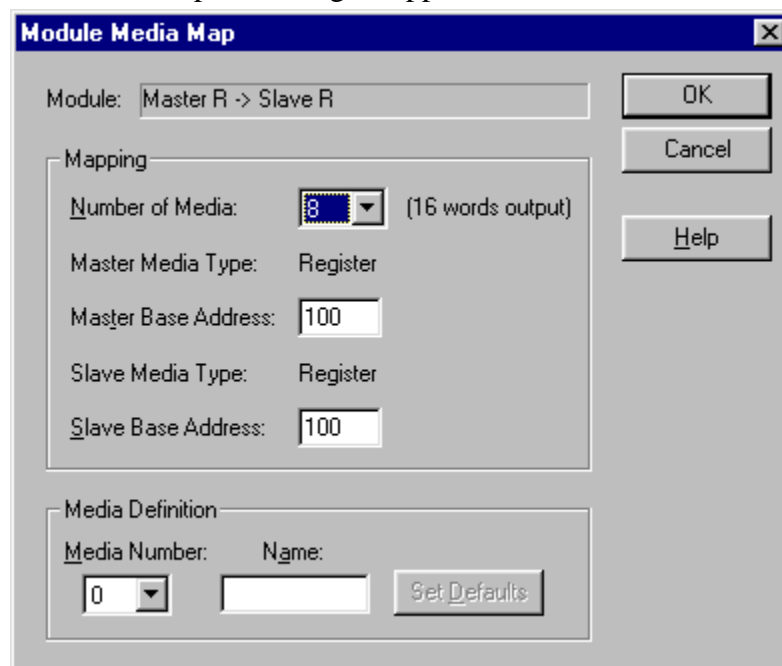 Module Media Map
Module: Master R -> Slave R
OK
Cancel
Help
Mapping
Number of Media: 8 (16 words output)
Master Media Type: Register
Master Base Address: 100
Slave Media Type: Register
Slave Base Address: 100
Media Definition
Media Number: Name:
0 Set Defaults